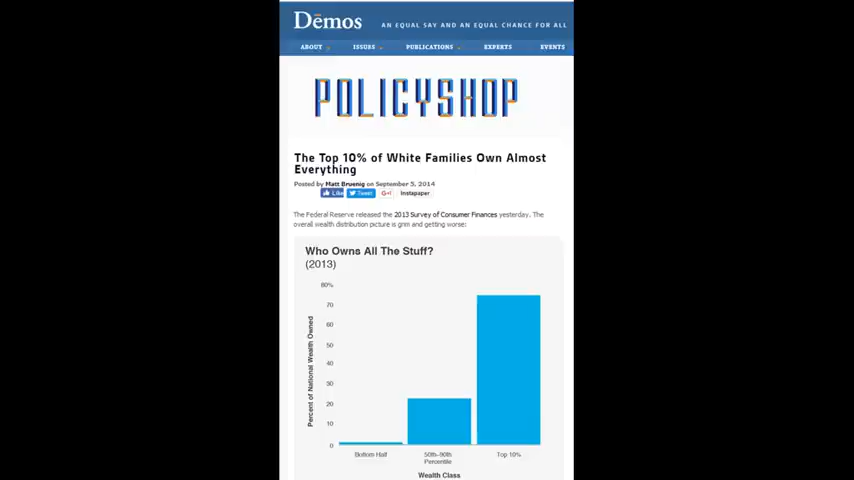 Dēmos
AN EQUAL SAY AND AN EQUAL CHANCE FOR ALL
ABOUT ISSUES PUBLICATIONS EXPERTS EVENTS
POLICYSHOP
The Top 10% of White Families Own Almost
Everything
Posted by Matt Bruenig on September 5, 2014
Like Tweet G+1 Instapaper
The Federal Reserve released the 2013 Survey of Consumer Finances yesterday. The
overall wealth distribution picture is grim and getting worse:
Who Owns All The Stuff?
(2013)
80%
70
60
50
40
30
20
10
0
Percent of National Wealth Owned
Bottom Half
50th-90th
Percentile
Top 10%
Wealth Class